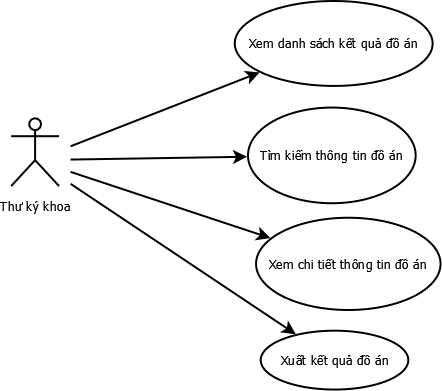 Xem danh sách kết quả đồ án
Tìm kiếm thông tin đồ án
Thư ký khoa
Xem chi tiết thông tin đồ án
Xuất kết quả đồ án